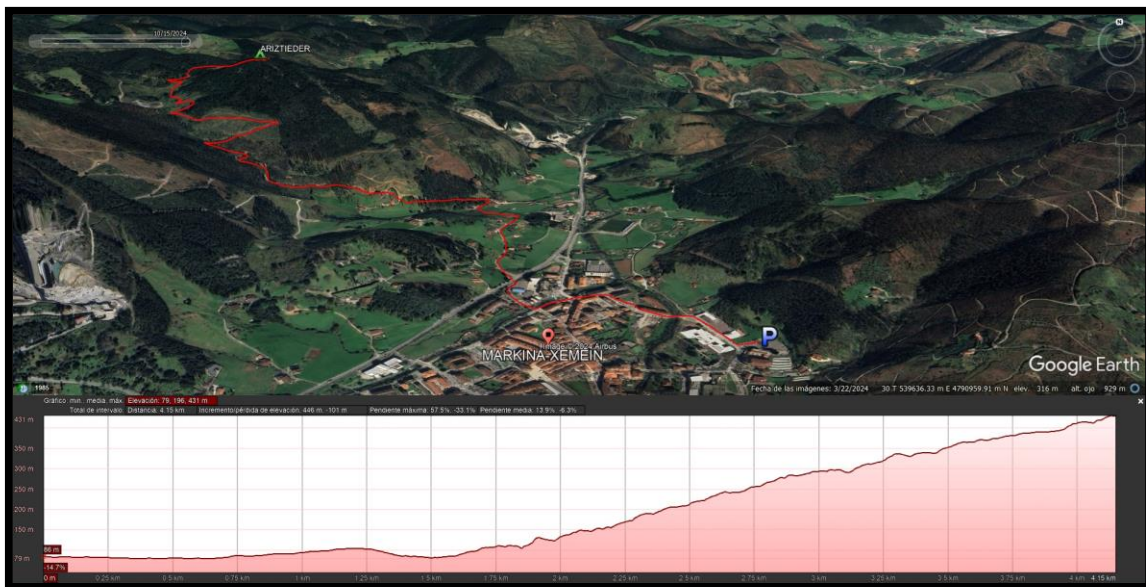 10/15/2024
N
ARIZTIEDER
P
Image © 2024 Airbus
MARKINA-XEMEIN
Google Earth
1985
Fecha de las imágenes: 3/22/2024 30 T 539636.33 m E 4790959.91 m N elev. 316 m alt. ojo 929 m
Gráfico: mín. media, máx. Elevación: 79, 196, 431 m
Total de intervalo: Distancia: 4.15 km Incremento/pérdida de elevación: 446 m, -101 m Pendiente máxima: 57.5%, -33.1% Pendiente media: 13.9%, -6.3%
431 m
350 m
300 m
250 m
200 m
150 m
79 m
86 m
-14.7%
0 m 0.25 km 0.5 km 0.75 km 1 km 1.25 km 1.5 km 1.75 km 2 km 2.25 km 2.5 km 2.75 km 3 km 3.25 km 3.5 km 3.75 km 4 km 4.15 km